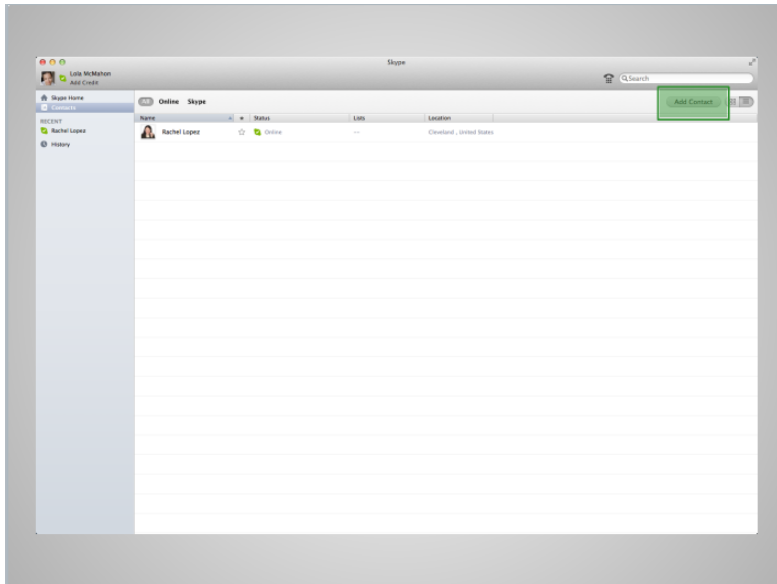 Skype
Lola McMahon
Add Credit
Search
Skype Home
Contacts
RECENT
Rachel Lopez
History
All Online Skype
Add Contact
Name ★ Status Lists Location
Rachel Lopez ☆ Online -- Cleveland , United States